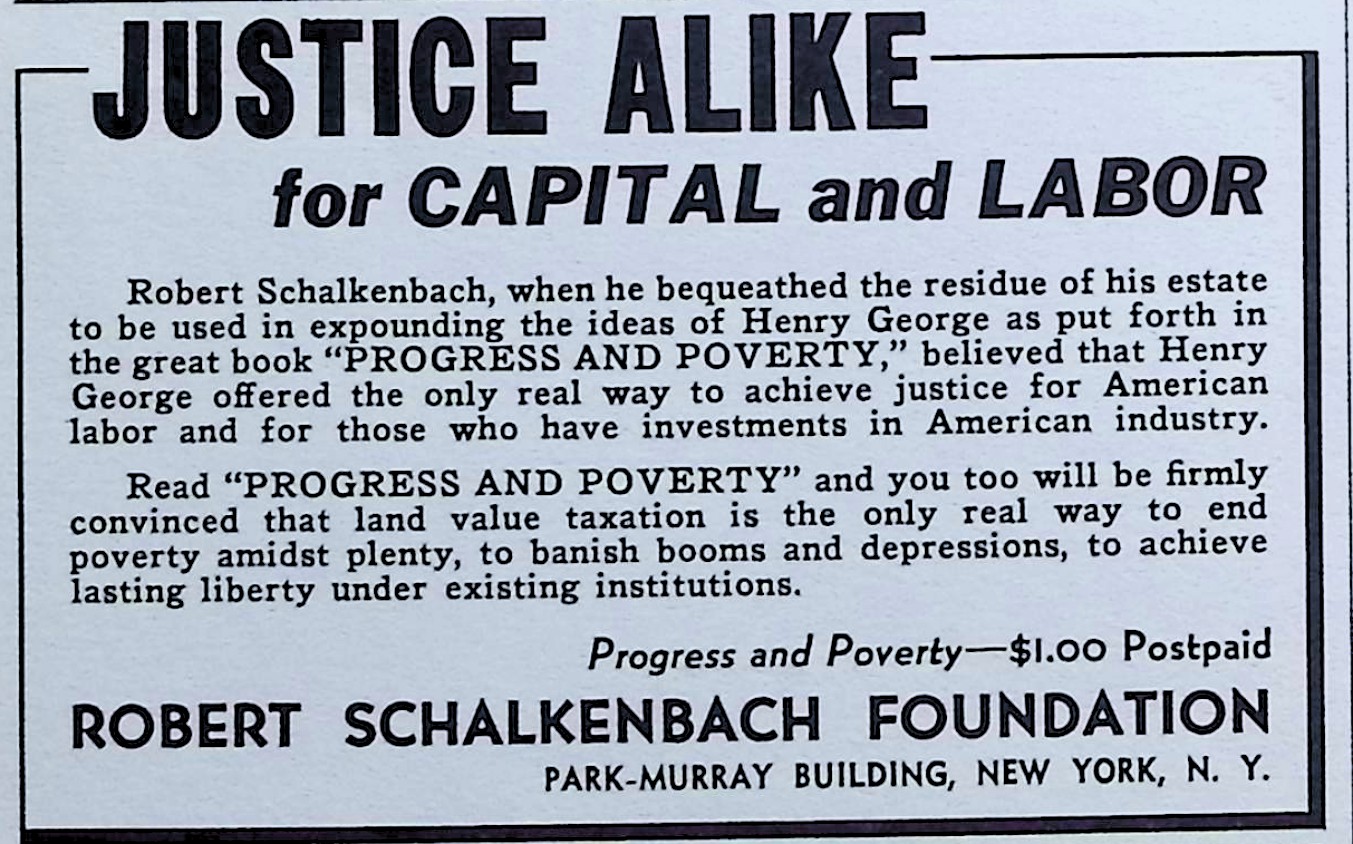 JUSTICE ALIKE
for CAPITAL and LABOR
Robert Schalkenbach, when he bequeathed the residue of his estate
to be used in expounding the ideas of Henry George as put forth in
the great book “PROGRESS AND POVERTY,” believed that Henry
George offered the only real way to achieve justice for American
labor and for those who have investments in American industry.
Read “PROGRESS AND POVERTY” and you too will be firmly
convinced that land value taxation is the only real way to end
poverty amidst plenty, to banish booms and depressions, to achieve
lasting liberty under existing institutions.
Progress and Poverty—$1.00 Postpaid
ROBERT SCHALKENBACH FOUNDATION
PARK-MURRAY BUILDING, NEW YORK, N. Y.